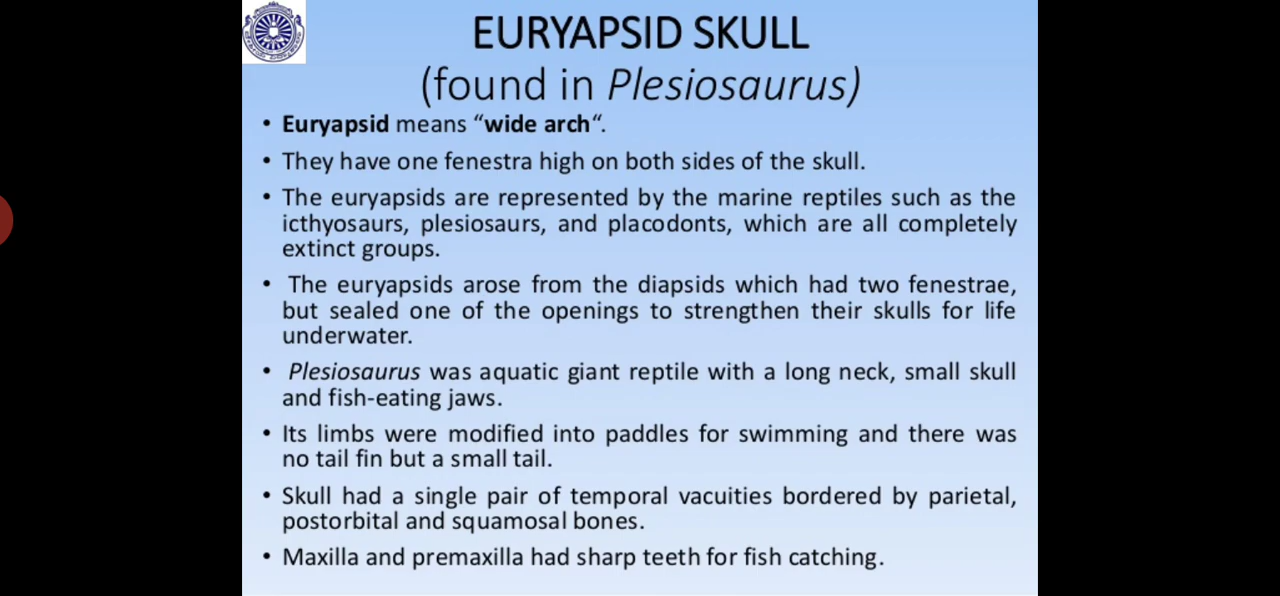 EURYAPSID SKULL
(found in Plesiosaurus)
• Euryapsid means “wide arch“.
• They have one fenestra high on both sides of the skull.
• The euryapsids are represented by the marine reptiles such as the
icthyosaurs, plesiosaurs, and placodonts, which are all completely
extinct groups.
• The euryapsids arose from the diapsids which had two fenestrae,
but sealed one of the openings to strengthen their skulls for life
underwater.
• Plesiosaurus was aquatic giant reptile with a long neck, small skull
and fish-eating jaws.
• Its limbs were modified into paddles for swimming and there was
no tail fin but a small tail.
• Skull had a single pair of temporal vacuities bordered by parietal,
postorbital and squamosal bones.
• Maxilla and premaxilla had sharp teeth for fish catching.